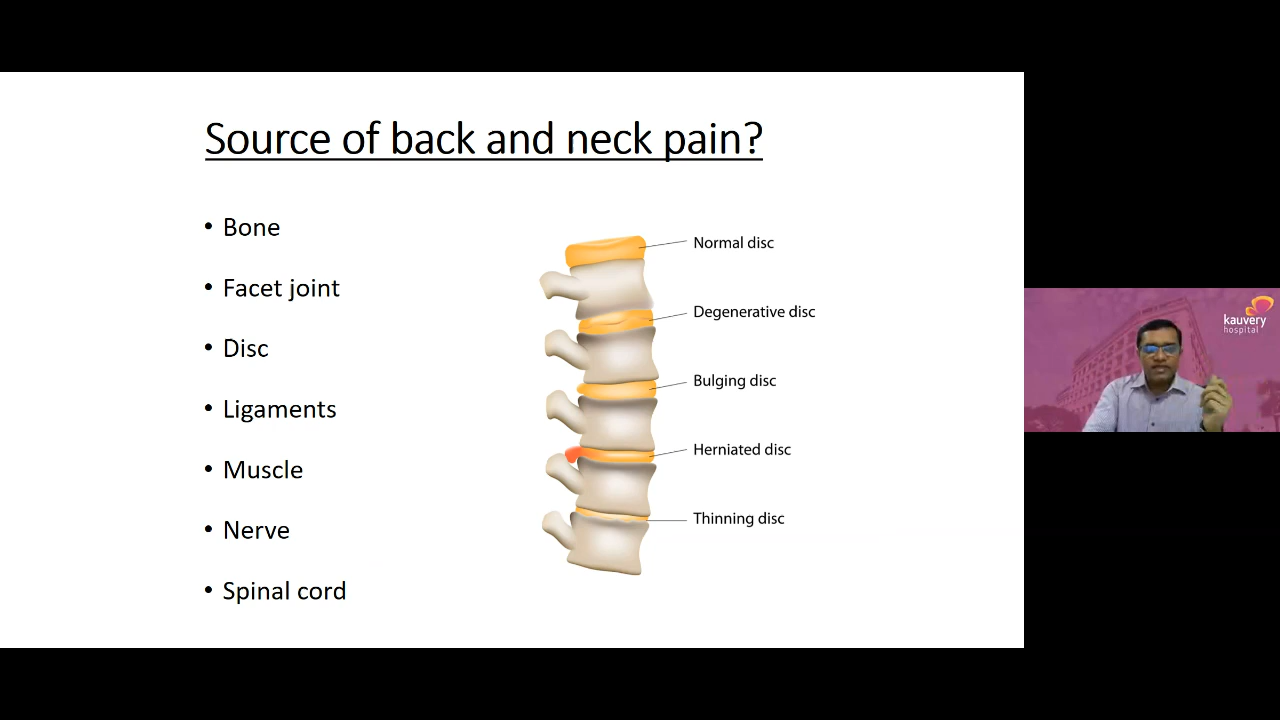 Source of back and neck pain?
• Bone
• Facet joint
• Disc
• Ligaments
• Muscle
• Nerve
• Spinal cord
Normal disc
Degenerative disc
Bulging disc
Herniated disc
Thinning disc
kauvery
hospital